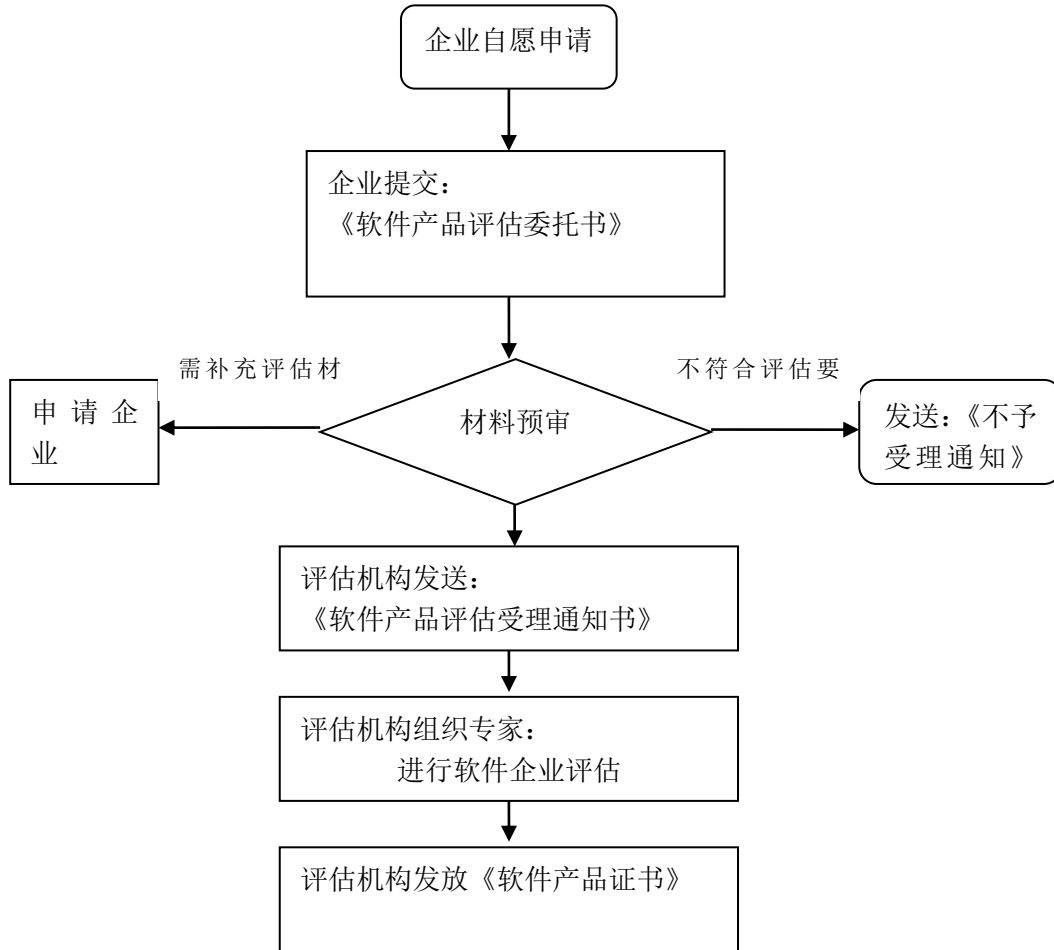 企业自愿申请
企业提交：
《软件产品评估委托书》
需补充评估材
不符合评估要
申请企
业
材料预审
发送：《不予
受理通知》
评估机构发送：
《软件产品评估受理通知书》
评估机构组织专家：
进行软件企业评估
评估机构发放《软件产品证书》